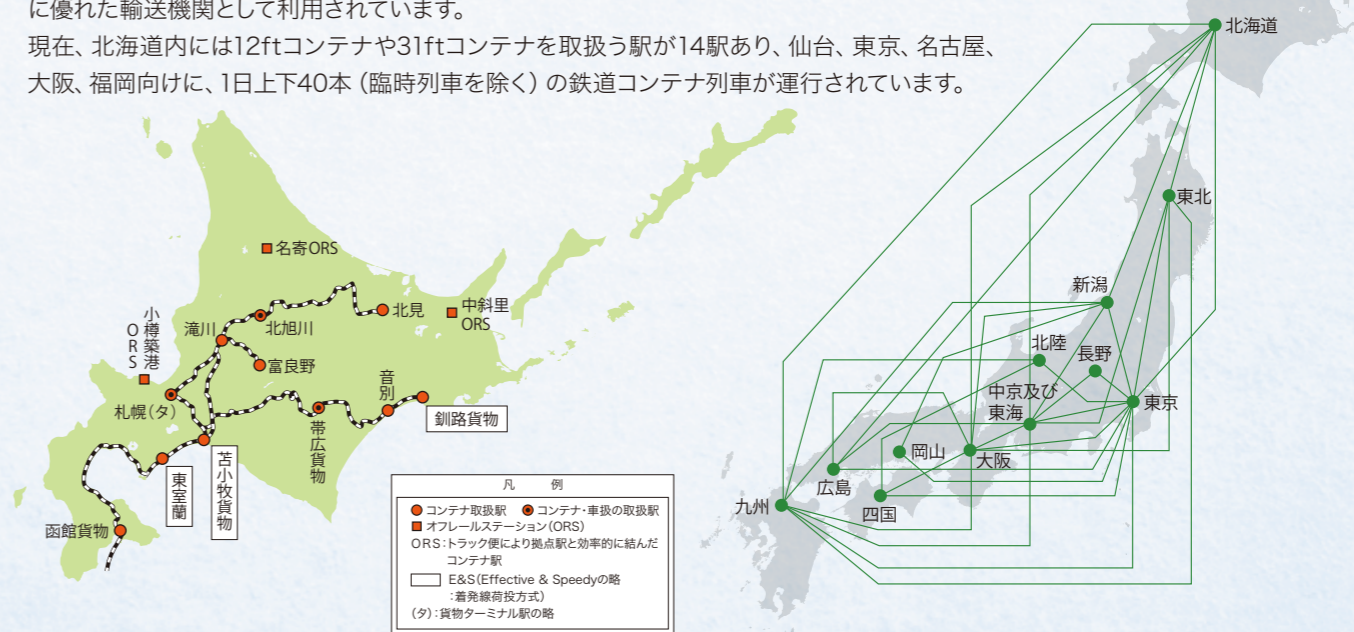 に優れた輸送機関として利用されています。
現在、北海道内には12ftコンテナや31ftコンテナを取扱う駅が14駅あり、仙台、東京、名古屋、
大阪、福岡向けに、1日上下40本（臨時列車を除く）の鉄道コンテナ列車が運行されています。
名寄ORS
北見
中斜里
ORS
小樽築港
ORS
滝川
北旭川
富良野
札幌（タ）
音別
釧路貨物
帯広貨物
苫小牧貨物
東室蘭
函館貨物
凡　例
コンテナ取扱駅
コンテナ・車扱の取扱駅
オフレールステーション（ORS）
ORS：トラック便により拠点駅と効率的に結んだ
コンテナ駅
E&S（Effective & Speedyの略
：着発線荷役方式）
（タ）：貨物ターミナル駅の略
北海道
東北
新潟
北陸
長野
中京及び
東海
東京
岡山
大阪
広島
四国
九州